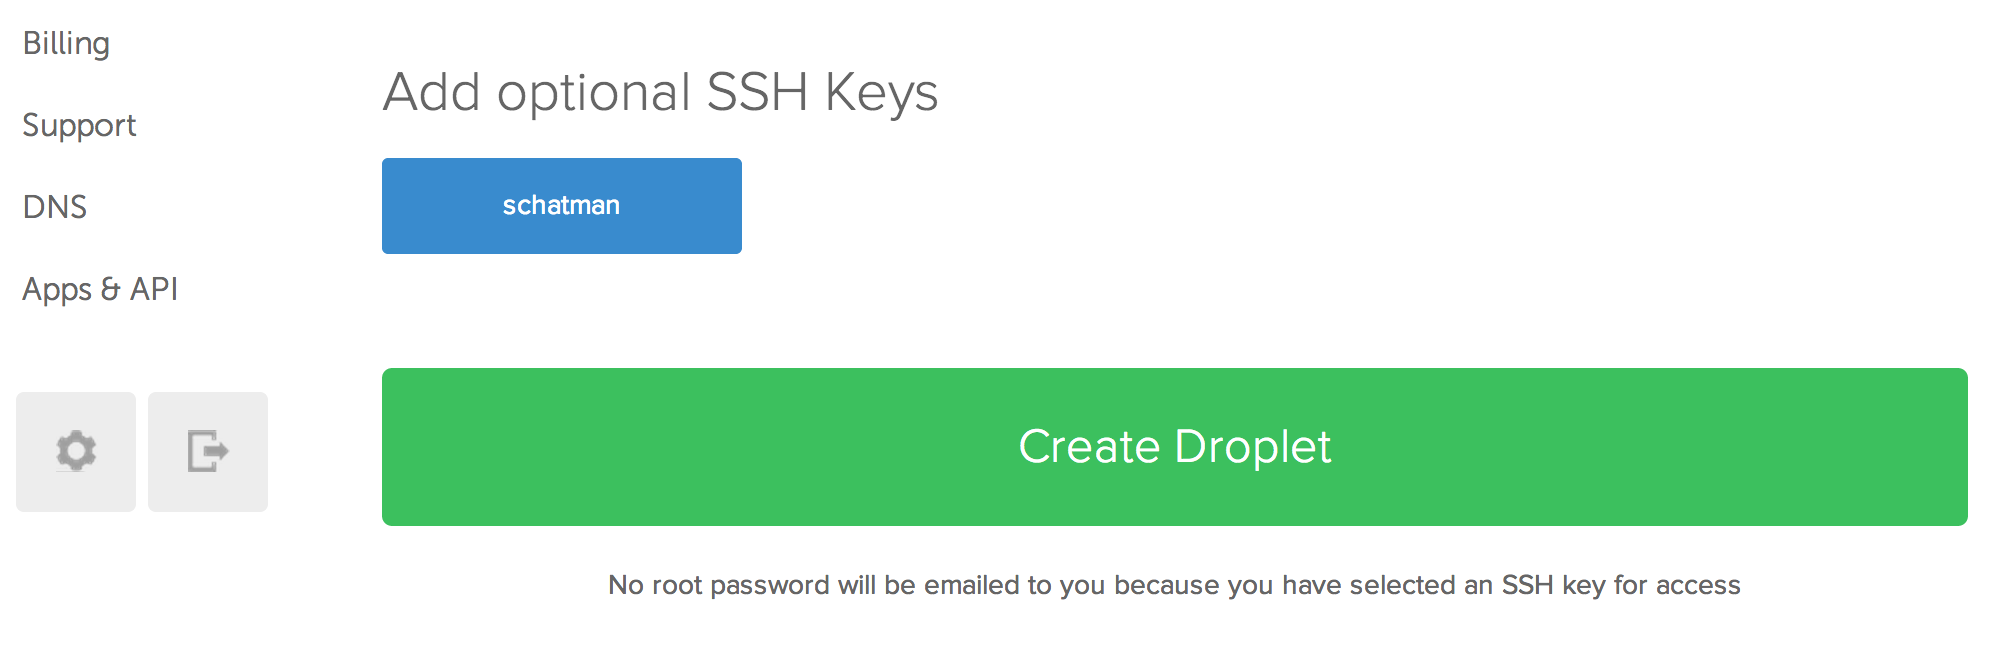 Billing
Support
DNS
Apps & API
Add optional SSH Keys
schatman
Create Droplet
No root password will be emailed to you because you have selected an SSH key for access